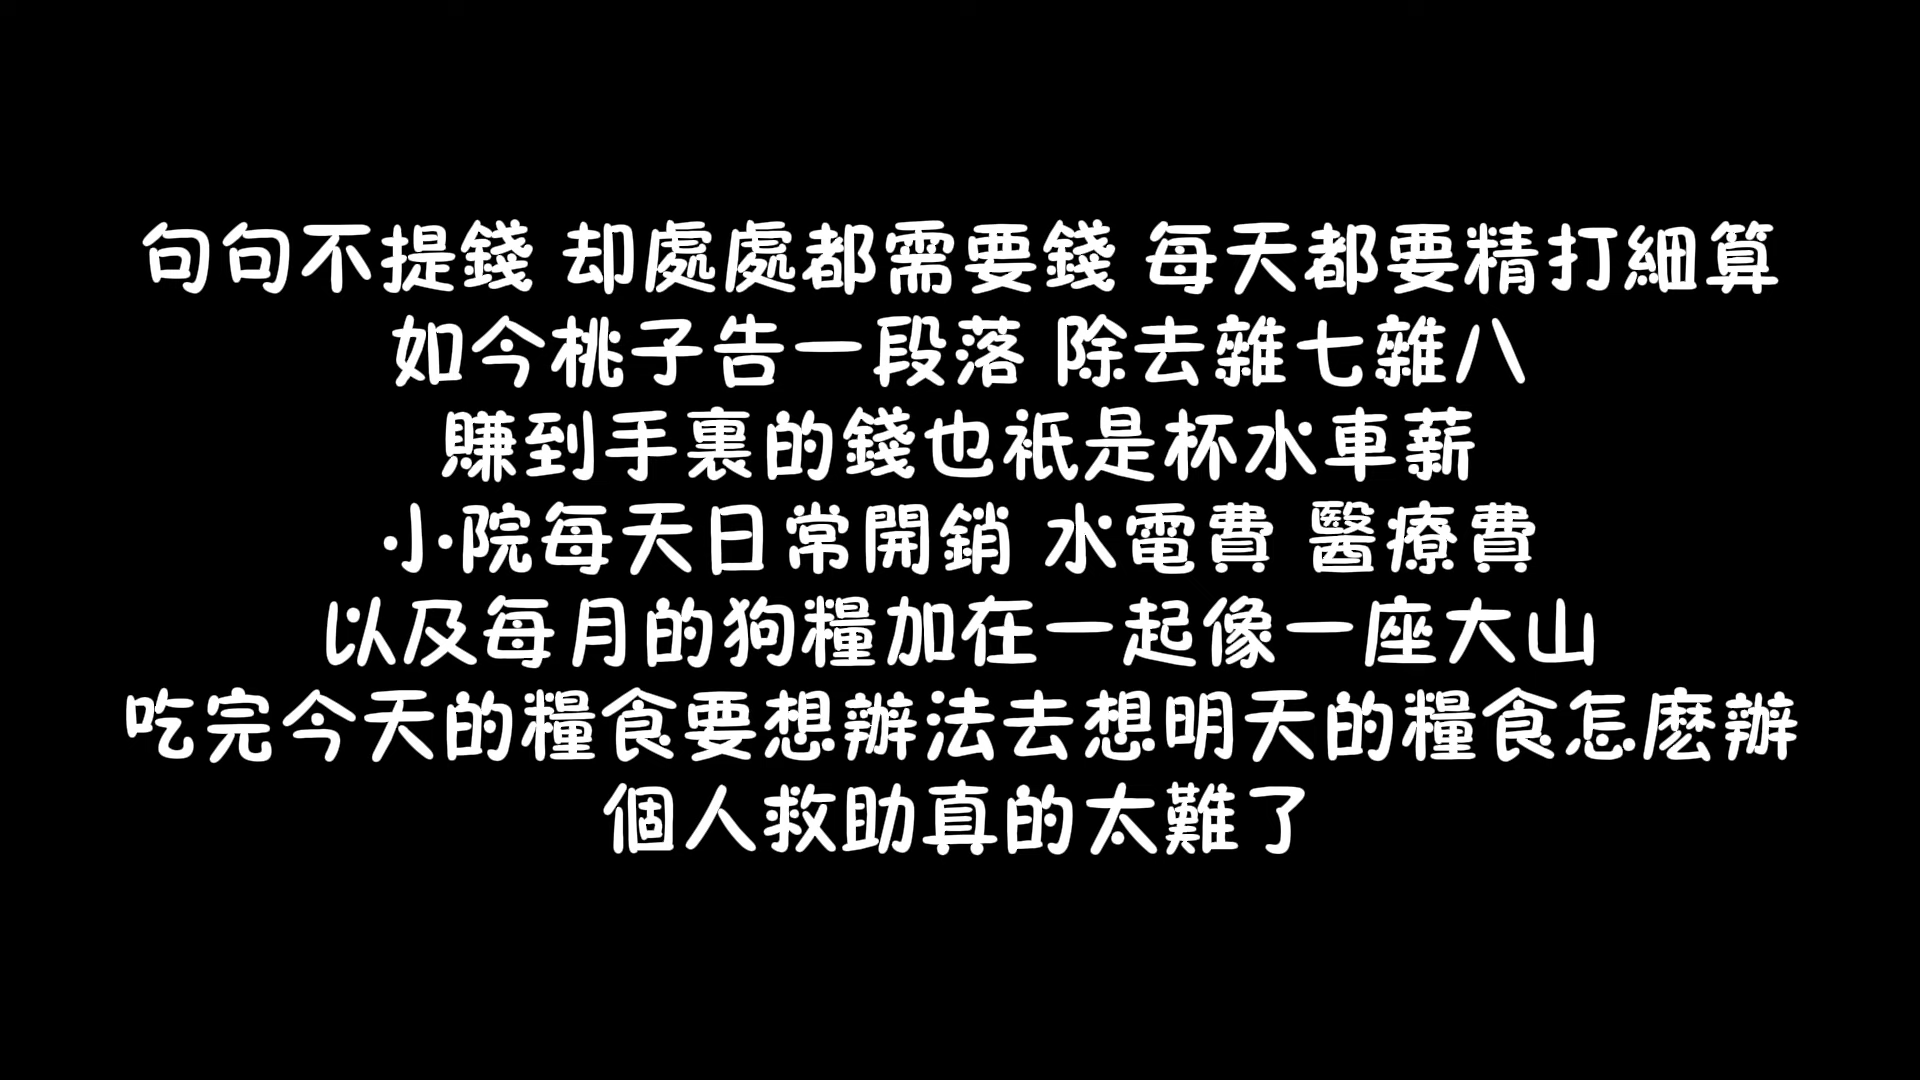 句句不提錢 却處處都需要錢 每天都要精打細算
如今桃子告一段落 除去雜七雜八
賺到手裏的錢也祇是杯水車薪
小院每天日常開銷 水電費 醫療費
以及每月的狗糧加在一起像一座大山
吃完今天的糧食要想辦法去想明天的糧食怎麽辦
個人救助真的太難了